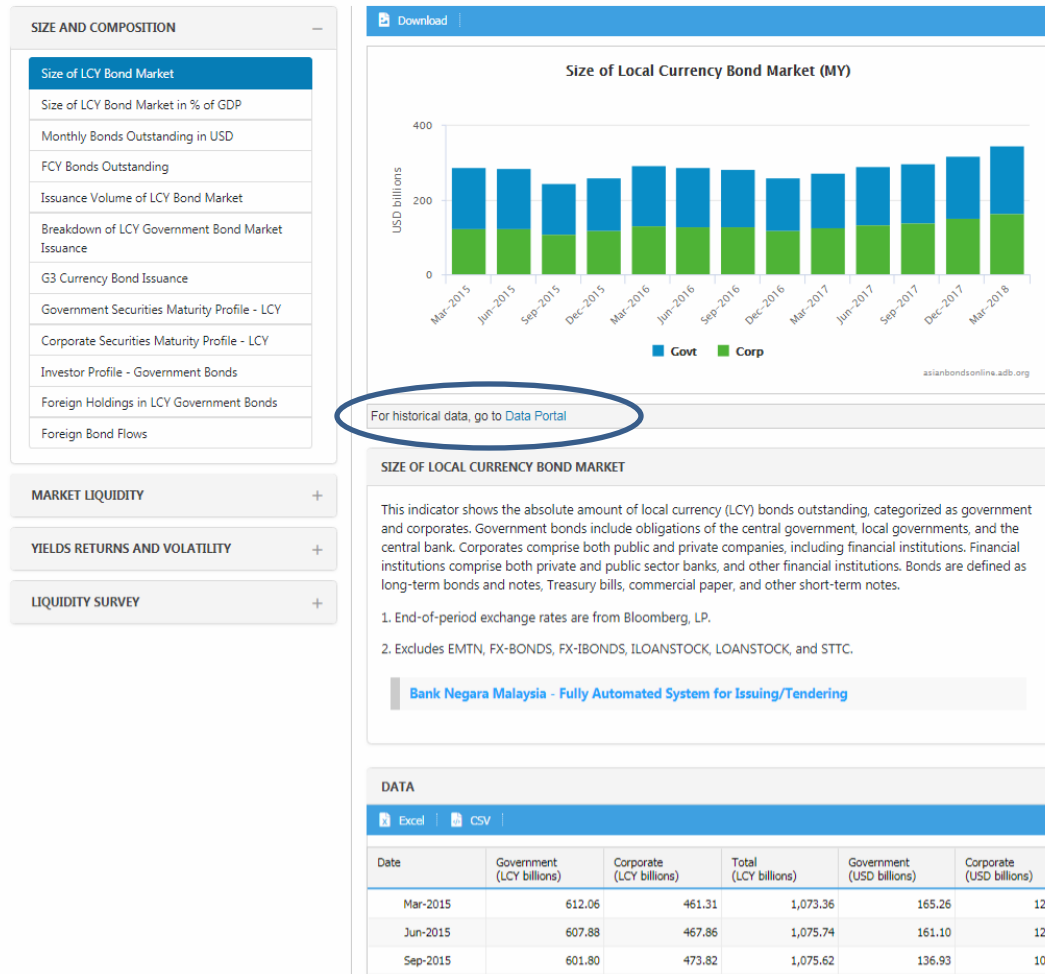 SIZE AND COMPOSITION
Size of LCY Bond Market
Size of LCY Bond Market in % of GDP
Monthly Bonds Outstanding in USD
FCY Bonds Outstanding
Issuance Volume of LCY Bond Market
Breakdown of LCY Government Bond Market
Issuance
G3 Currency Bond Issuance
Government Securities Maturity Profile - LCY
Corporate Securities Maturity Profile - LCY
Investor Profile - Government Bonds
Foreign Holdings in LCY Government Bonds
Foreign Bond Flows
MARKET LIQUIDITY
YIELDS RETURNS AND VOLATILITY
LIQUIDITY SURVEY
Download
Size of Local Currency Bond Market (MY)
USD billions
400
200
0
Mar-2015 Jun-2015 Sep-2015 Dec-2015 Mar-2016 Jun-2016 Sep-2016 Dec-2016 Mar-2017 Jun-2017 Sep-2017 Dec-2017 Mar-2018
Govt Corp
asianbondsonline.adb.org
For historical data, go to Data Portal
SIZE OF LOCAL CURRENCY BOND MARKET
This indicator shows the absolute amount of local currency (LCY) bonds outstanding, categorized as government
and corporates. Government bonds include obligations of the central government, local governments, and the
central bank. Corporates comprise both public and private companies, including financial institutions. Financial
institutions comprise both private and public sector banks, and other financial institutions. Bonds are defined as
long-term bonds and notes, Treasury bills, commercial paper, and other short-term notes.
1. End-of-period exchange rates are from Bloomberg, LP.
2. Excludes EMTN, FX-BONDS, FX-IBONDS, ILOANSTOCK, LOANSTOCK, and STTC.
Bank Negara Malaysia - Fully Automated System for Issuing/Tendering
DATA
Excel CSV
Date Government (LCY billions) Corporate (LCY billions) Total (LCY billions) Government (USD billions) Corporate (USD billions)
Mar-2015 612.06 461.31 1,073.36 165.26 12
Jun-2015 607.88 467.86 1,075.74 161.10 12
Sep-2015 601.80 473.82 1,075.62 136.93 10